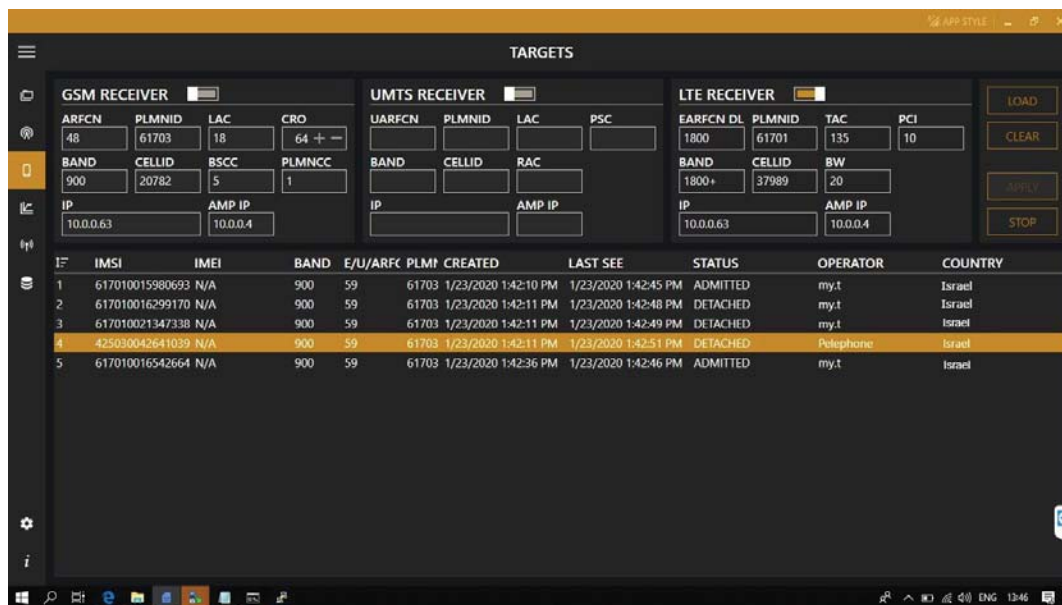 APP STYLE
TARGETS
GSM RECEIVER
ARFCN PLMNID LAC CRO
48 61703 18 64 + −
BAND CELLID BSCC PLMNCC
900 20782 5 1
IP AMP IP
10.0.0.63 10.0.0.4
UMTS RECEIVER
UARFCN PLMNID LAC PSC
BAND CELLID RAC
IP AMP IP
LTE RECEIVER
EARFCN DL PLMNID TAC PCI
1800 61701 135 10
BAND CELLID BW
1800+ 37989 20
IP AMP IP
10.0.0.63 10.0.0.4
LOAD
CLEAR
APPLY
STOP
IMSI IMEI BAND E/U/ARFC PLMN CREATED LAST SEE STATUS OPERATOR COUNTRY
1 617010015980693 N/A 900 59 61703 1/23/2020 1:42:10 PM 1/23/2020 1:42:45 PM ADMITTED my.t Israel
2 617010016299170 N/A 900 59 61703 1/23/2020 1:42:11 PM 1/23/2020 1:42:48 PM DETACHED my.t Israel
3 617010021347338 N/A 900 59 61703 1/23/2020 1:42:11 PM 1/23/2020 1:42:49 PM DETACHED my.t Israel
4 425030042641039 N/A 900 59 61703 1/23/2020 1:42:11 PM 1/23/2020 1:42:51 PM DETACHED Pelephone Israel
5 617010016542664 N/A 900 59 61703 1/23/2020 1:42:36 PM 1/23/2020 1:42:46 PM ADMITTED my.t Israel
i
ENG 13:46